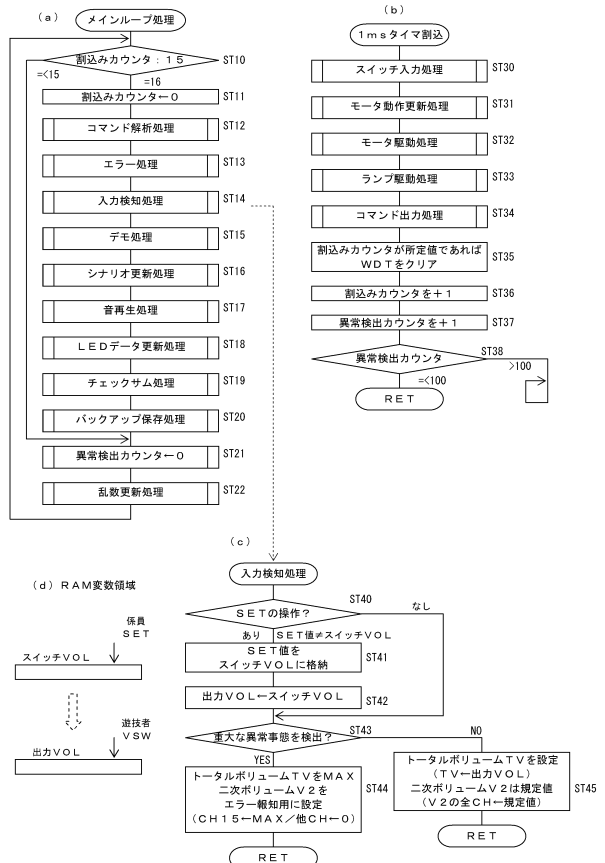 （ａ）
メインループ処理
割込みカウンタ：１５
ST10
=<15
=16
割込みカウンタ←０
ST11
コマンド解析処理
ST12
エラー処理
ST13
入力検知処理
ST14
デモ処理
ST15
シナリオ更新処理
ST16
音再生処理
ST17
ＬＥＤデータ更新処理
ST18
チェックサム処理
ST19
バックアップ保存処理
ST20
異常検出カウンタ←０
ST21
乱数更新処理
ST22
（ｂ）
１ｍｓタイマ割込
スイッチ入力処理
ST30
モータ動作更新処理
ST31
モータ駆動処理
ST32
ランプ駆動処理
ST33
コマンド出力処理
ST34
割込みカウンタが所定値であれば
ＷＤＴをクリア
ST35
割込みカウンタを＋１
ST36
異常検出カウンタを＋１
ST37
異常検出カウンタ
ST38
>100
=<100
ＲＥＴ
（ｃ）
入力検知処理
ＳＥＴの操作？
ST40
なし
あり
ＳＥＴ値≠スイッチＶＯＬ
ＳＥＴ値を
スイッチＶＯＬに格納
ST41
出力ＶＯＬ←スイッチＶＯＬ
ST42
重大な異常事態を検出？
ST43
NO
YES
トータルボリュームＴＶをＭＡＸ
二次ボリュームＶ２を
エラー報知用に設定
（ＣＨ１５←ＭＡＸ／他ＣＨ←０）
ST44
ＲＥＴ
トータルボリュームＴＶを設定
（ＴＶ←出力ＶＯＬ）
二次ボリュームＶ２は規定値
（Ｖ２の全ＣＨ←規定値）
ST45
ＲＥＴ
（ｄ）ＲＡＭ変数領域
係員
ＳＥＴ
スイッチＶＯＬ
遊技者
ＶＳＷ
出力ＶＯＬ